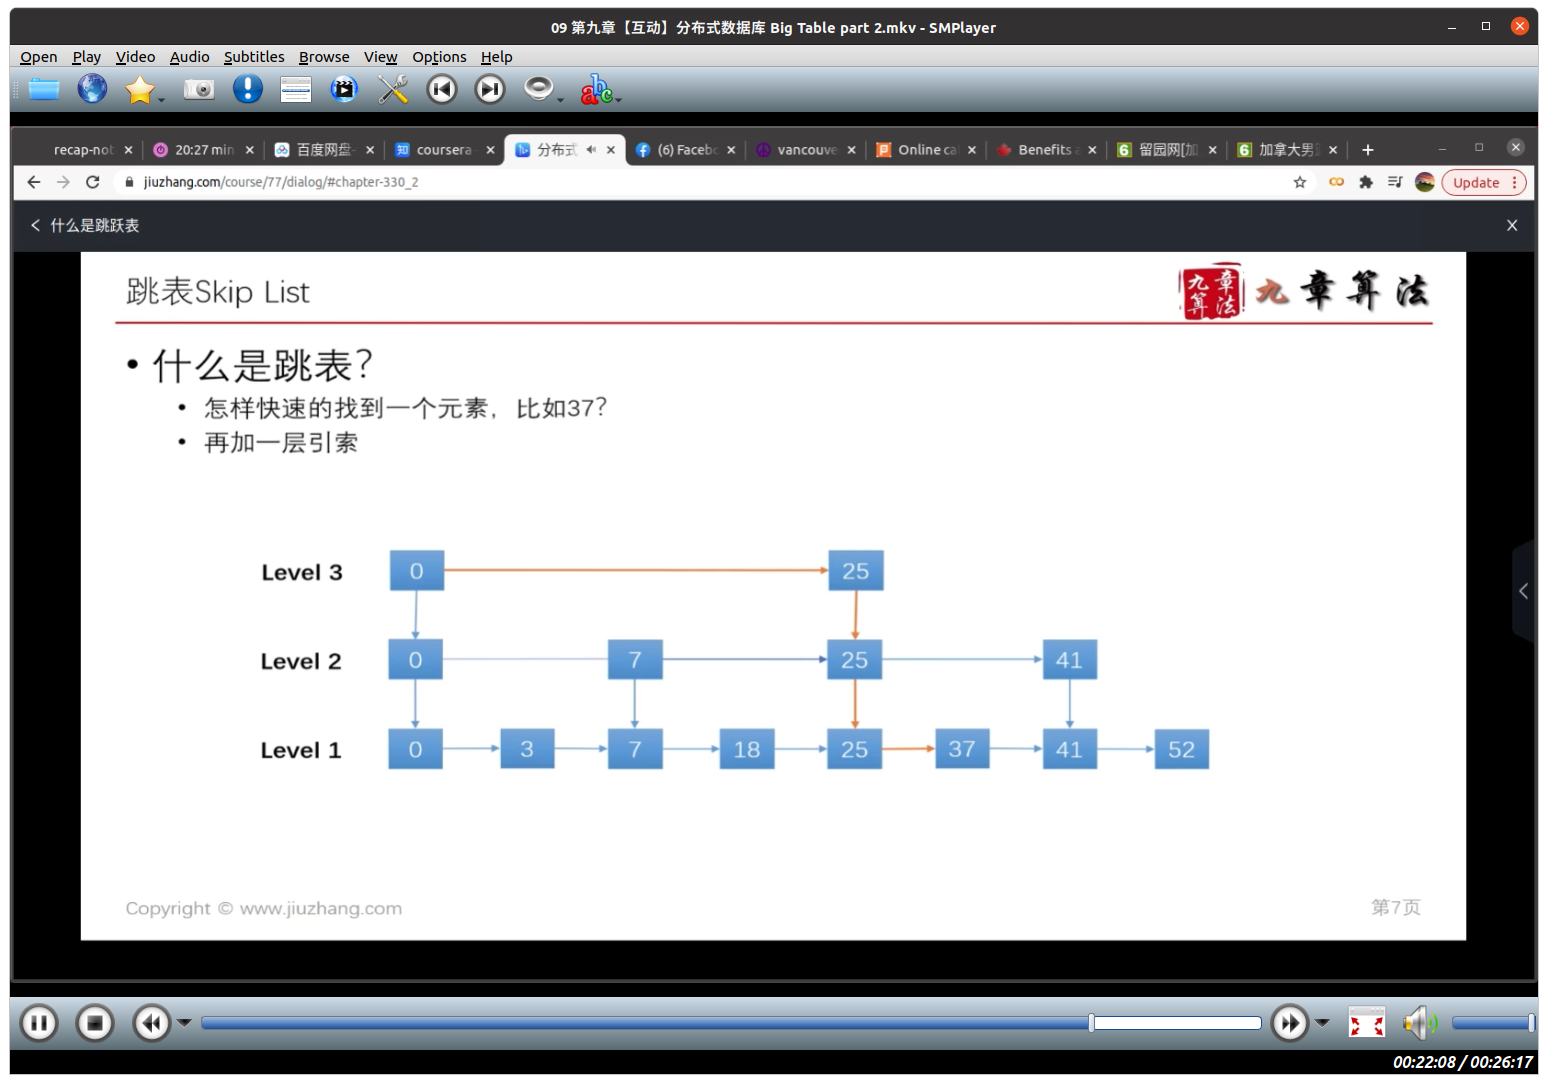 09 第九章【互动】分布式数据库 Big Table part 2.mkv - SMPlayer
Open Play Video Audio Subtitles Browse View Options Help
abc
recap-not 20:27 min 百度网盘- coursera 分布式 (6) Facebo vancouve Online cal Benefits a 留园网[加 加拿大男
jiuzhang.com/course/77/dialog/#chapter-330_2
Update
什么是跳跃表
跳表Skip List
九章算法 九章算法
• 什么是跳表？
• 怎样快速的找到一个元素，比如37？
• 再加一层引索
Level 3 0 25
Level 2 0 7 25 41
Level 1 0 3 7 18 25 37 41 52
Copyright © www.jiuzhang.com
第7页
00:22:08 / 00:26:17